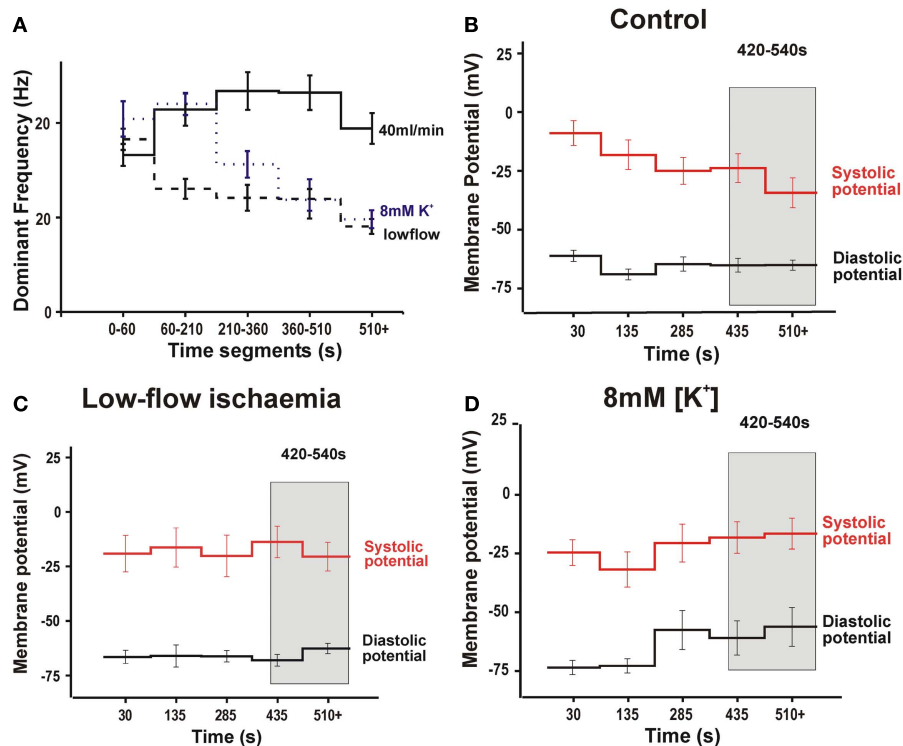 A
Dominant Frequency (Hz)
20
20
0
40ml/min
8mM K⁺
lowflow
0-60
60-210
210-360
360-510
510+
Time segments (s)
B
Control
420-540s
Membrane Potential (mV)
25
0
-25
-50
-75
Systolic
potential
Diastolic
potential
30
135
285
435
510+
Time (s)
C
Low-flow ischaemia
420-540s
Membrane potential (mV)
25
0
-25
-50
-75
Systolic
potential
Diastolic
potential
30
135
285
435
510+
Time (s)
D
8mM [K⁺]
420-540s
Membrane potential (mV)
25
0
-25
-50
-75
Systolic
potential
Diastolic
potential
30
135
285
435
510+
Time (s)